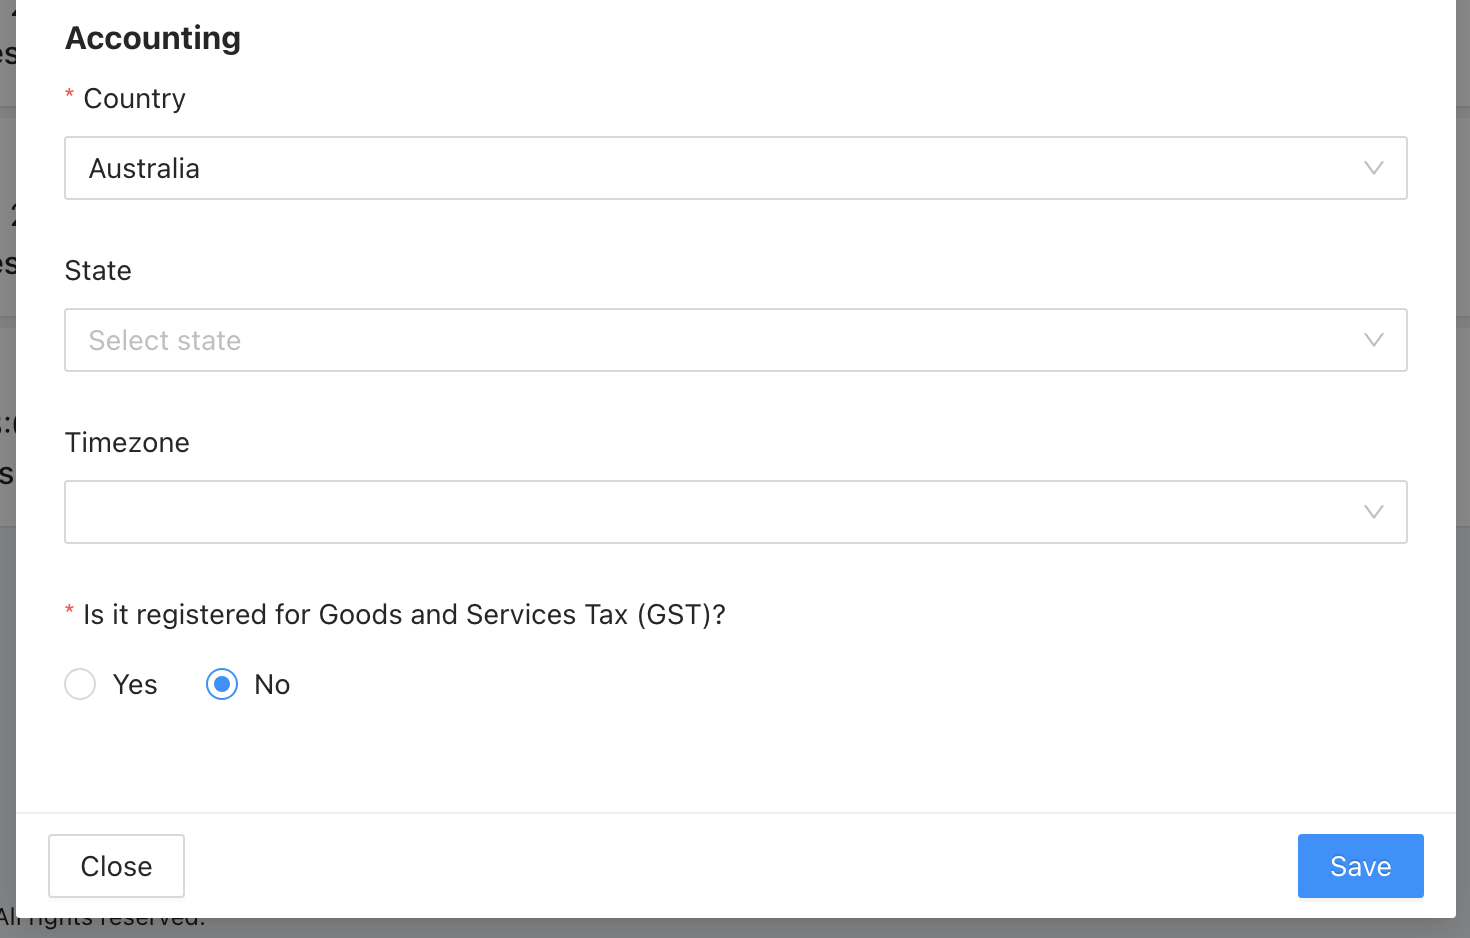 Accounting
* Country
Australia
State
Select state
Timezone
* Is it registered for Goods and Services Tax (GST)?
Yes
No
Close
Save
All rights reserved.